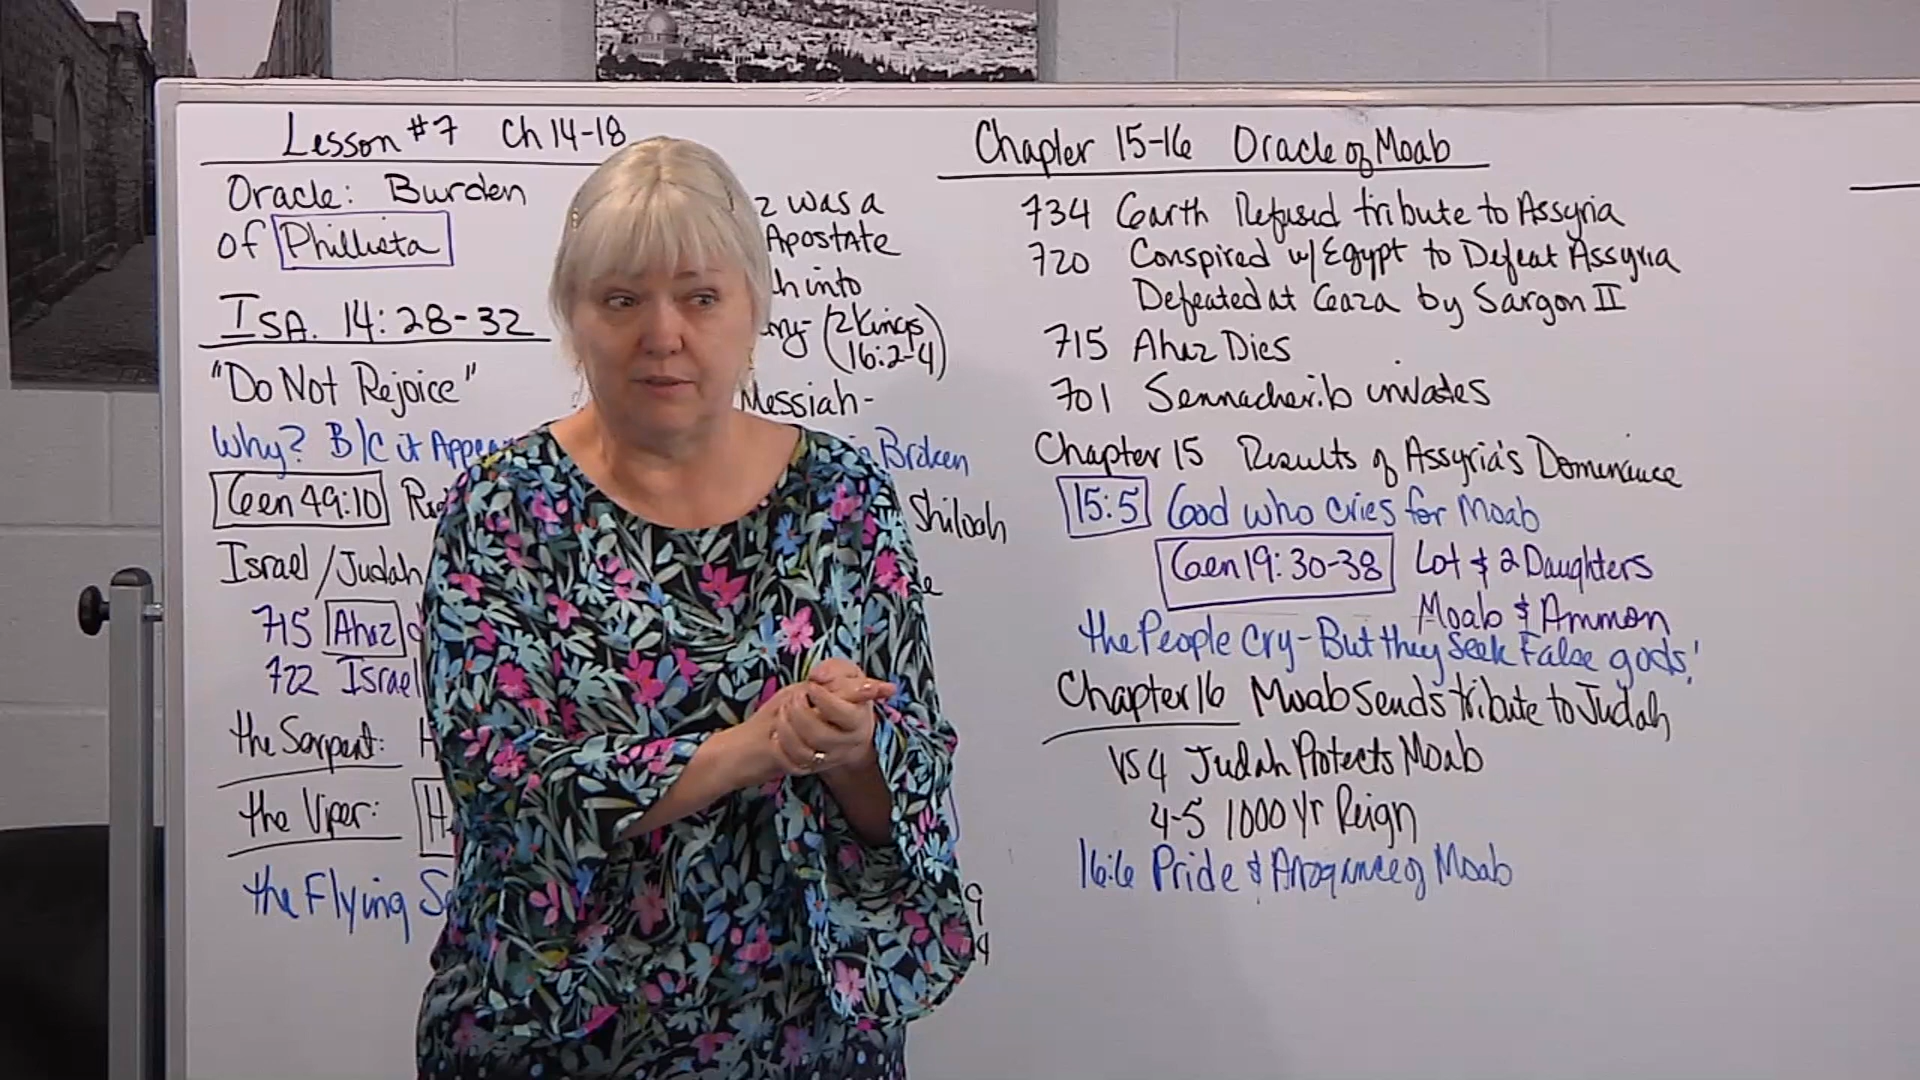 Lesson #7 Ch 14-18
Oracle: Burden
of Phillista
ISA. 14:28-32
"Do Not Rejoice"
Why? B/C it Appea
Gen 49:10
Israel/Judah
715 Ahaz
722 Israel
the Serpent: H
the Viper: H
the Flying Se
z was a
Apostate
h into
(2 Kings
16:2-4)
Messiah-
Broken
Shiloh
9
Chapter 15-16 Oracle of Moab
734 Garth Refused tribute to Assyria
720 Conspired w/Egypt to Defeat Assyria
Defeated at Gaza by Sargon II
715 Ahaz Dies
701 Sennacherib invades
Chapter 15 Results of Assyria's Dominance
15:5 God who cries for Moab
Gen 19:30-38 Lot & 2 Daughters
Moab & Ammon
the People Cry-But they Seek False gods!
Chapter 16 Moab Sends tribute to Judah
VS 4 Judah Protects Moab
4-5 1000 yr Reign
16:6 Pride & Arogance of Moab